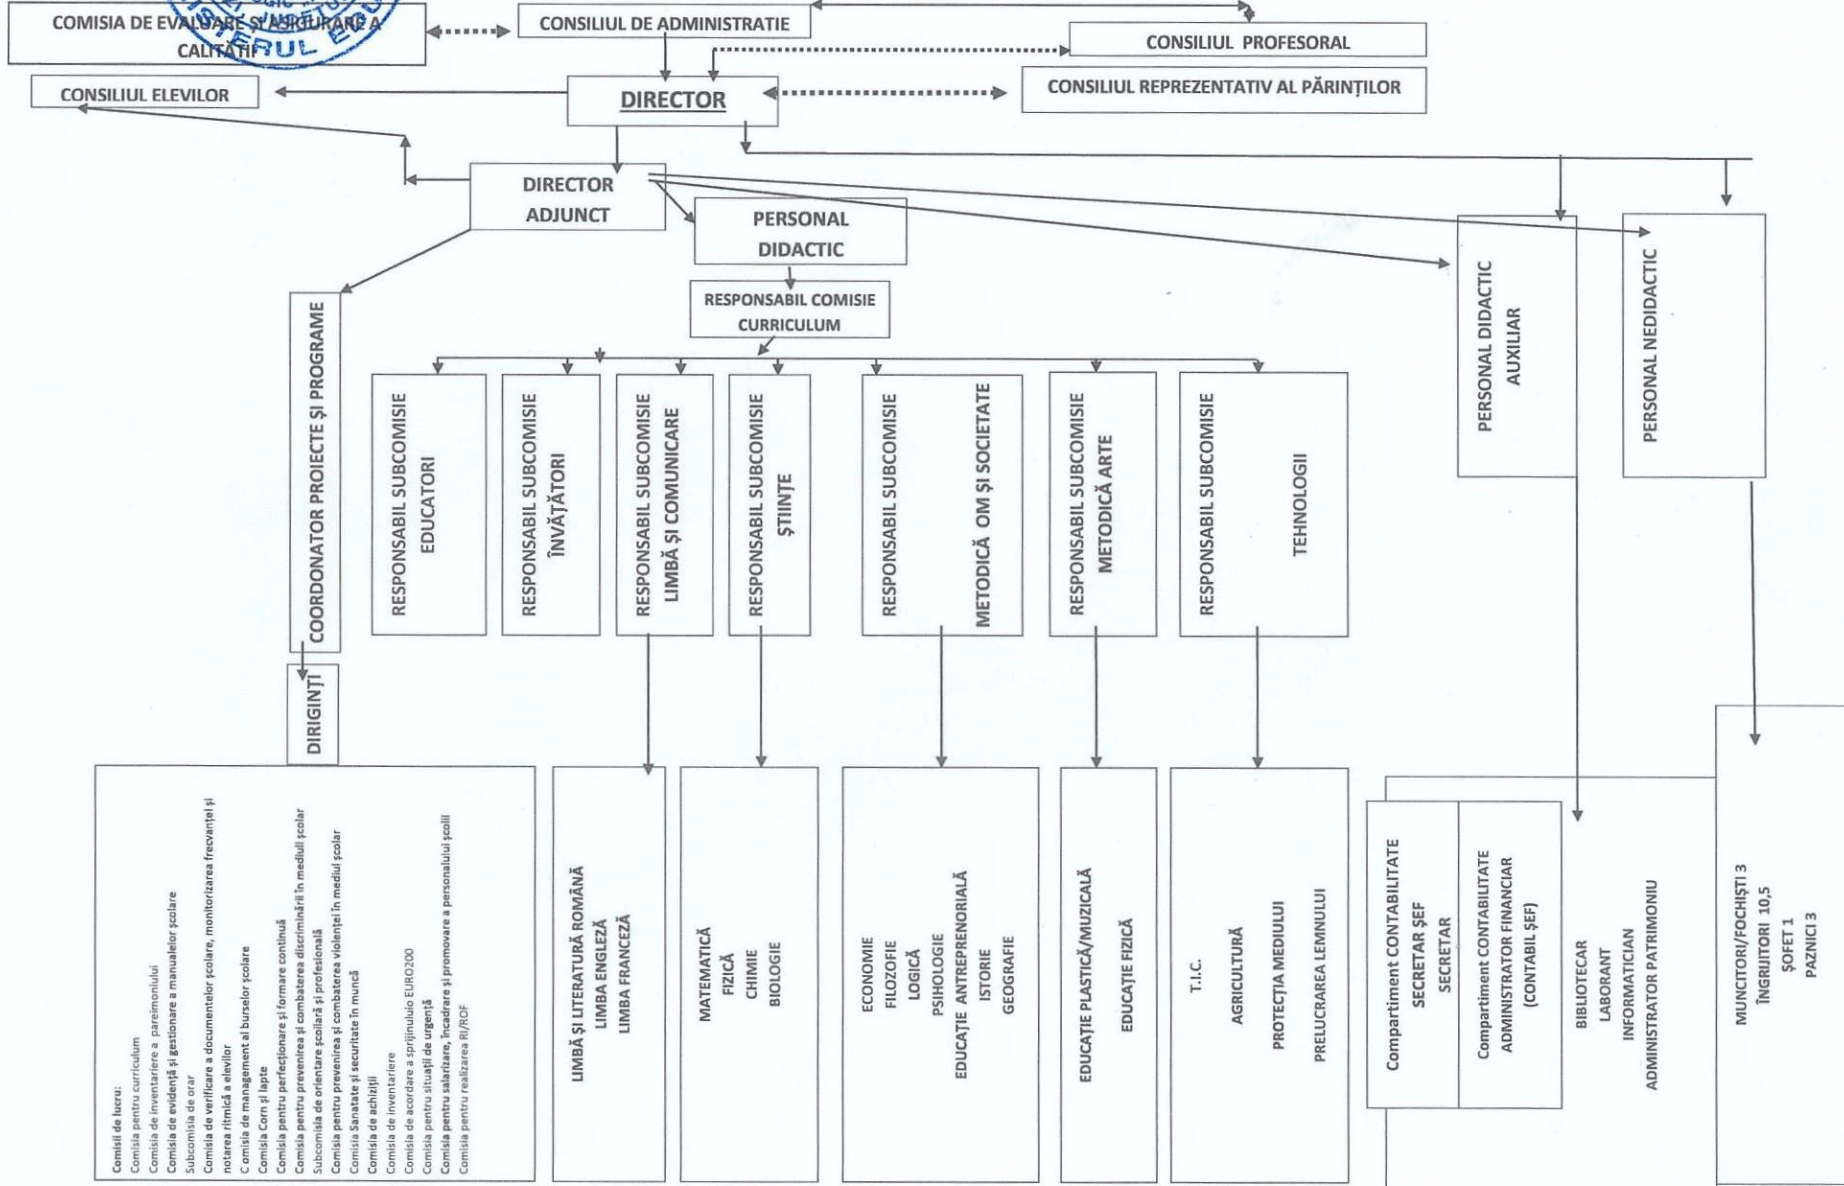 COMISIA DE EVALUARE ȘI ASIGURARE A
CALITĂȚII
CONSILIUL DE ADMINISTRATIE
CONSILIUL PROFESORAL
CONSILIUL ELEVILOR
DIRECTOR
CONSILIUL REPREZENTATIV AL PĂRINȚILOR
DIRECTOR
ADJUNCT
PERSONAL
DIDACTIC
RESPONSABIL COMISIE
CURRICULUM
COORDONATOR PROIECTE ȘI PROGRAME
DIRIGINȚI
RESPONSABIL SUBCOMISIE
EDUCATORI
RESPONSABIL SUBCOMISIE
ÎNVĂȚĂTORI
RESPONSABIL SUBCOMISIE
LIMBĂ ȘI COMUNICARE
RESPONSABIL SUBCOMISIE
ȘTIINȚE
RESPONSABIL SUBCOMISIE
METODICĂ OM ȘI SOCIETATE
RESPONSABIL SUBCOMISIE
METODICĂ ARTE
RESPONSABIL SUBCOMISIE
TEHNOLOGII
PERSONAL DIDACTIC
AUXILIAR
PERSONAL NEDIDACTIC
Comisii de lucru:
Comisia pentru curriculum
Comisia de inventariere a pareimoniului
Comisia de evidență și gestionare a manualelor școlare
Subcomisia de orar
Comisia de verificare a documentelor școlare, monitorizarea frecvanței și
notarea ritmică a elevilor
C omisia de management al burselor școlare
Comisia Corn și lapte
Comisia pentru perfecționare și formare continuă
Comisia pentru prevenirea și combaterea discriminării în mediuli școlar
Subcomisia de orientare școilară și profesională
Comisia pentru prevenirea și combaterea violenței în mediul școlar
Comisia Sanatate și securitate în muncă
Comisia de achiziții
Comisia de inventariere
Comisia de acordare a sprijinuluio EURO200
Comisia pentru situații de urgență
Comisia pentru salarizare, încadrare și promovare a personalului școlii
Comisia pentru realizarea RI/ROF
LIMBĂ ȘI LITERATURĂ ROMÂNĂ
LIMBA ENGLEZĂ
LIMBA FRANCEZĂ
MATEMATICĂ
FIZICĂ
CHIMIE
BIOLOGIE
ECONOMIE
FILOZOFIE
LOGICĂ
PSIHOLOGIE
EDUCAȚIE ANTREPRENORIALĂ
ISTORIE
GEOGRAFIE
EDUCAȚIE PLASTICĂ/MUZICALĂ
EDUCAȚIE FIZICĂ
T.I.C.
AGRICULTURĂ
PROTECȚIA MEDIULUI
PRELUCRAREA LEMNULUI
Compartiment CONTABILITATE
SECRETAR ȘEF
SECRETAR
Compartiment CONTABILITATE
ADMINISTRATOR FINANCIAR
(CONTABIL ȘEF)
BIBLIOTECAR
LABORANT
INFORMATICIAN
ADMINISTRATOR PATRIMONIU
MUNCITORI/FOCHIȘTI 3
ÎNGRIJITORI 10,5
ȘOFET 1
PAZNICI 3